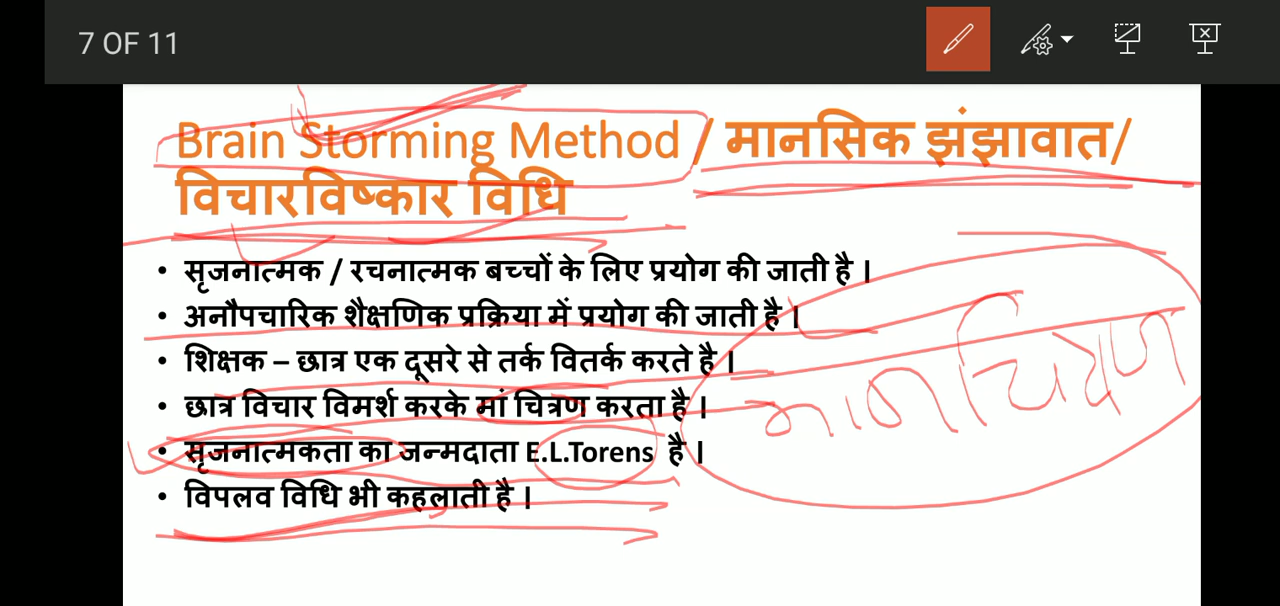 7 OF 11
Brain Storming Method / मानसिक झंझावात/
विचारविष्कार विधि
• सृजनात्मक / रचनात्मक बच्चों के लिए प्रयोग की जाती है ।
• अनौपचारिक शैक्षणिक प्रक्रिया में प्रयोग की जाती है ।
• शिक्षक – छात्र एक दूसरे से तर्क वितर्क करते है ।
• छात्र विचार विमर्श करके मां चित्रण करता है ।
मानचित्रण
• सृजनात्मकता का जन्मदाता E.L.Torens है ।
• विपलव विधि भी कहलाती है ।